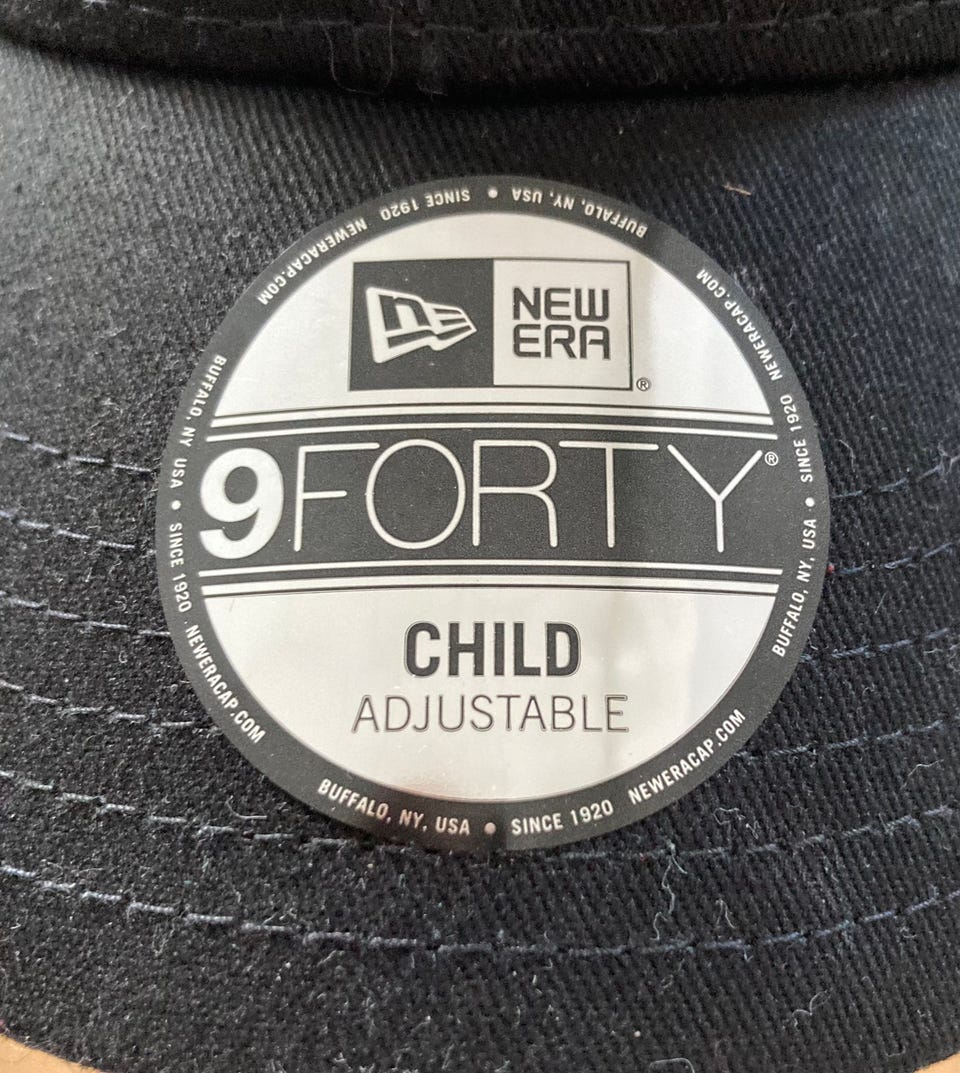 NEW
ERA®
9FORTY®
CHILD
ADJUSTABLE
BUFFALO, NY, USA • SINCE 1920 NEWERACAP.COM
BUFFALO, NY, USA • SINCE 1920 NEWERACAP.COM
BUFFALO, NY, USA • SINCE 1920 NEWERACAP.COM
BUFFALO, NY USA • SINCE 1920 NEWERACAP.COM